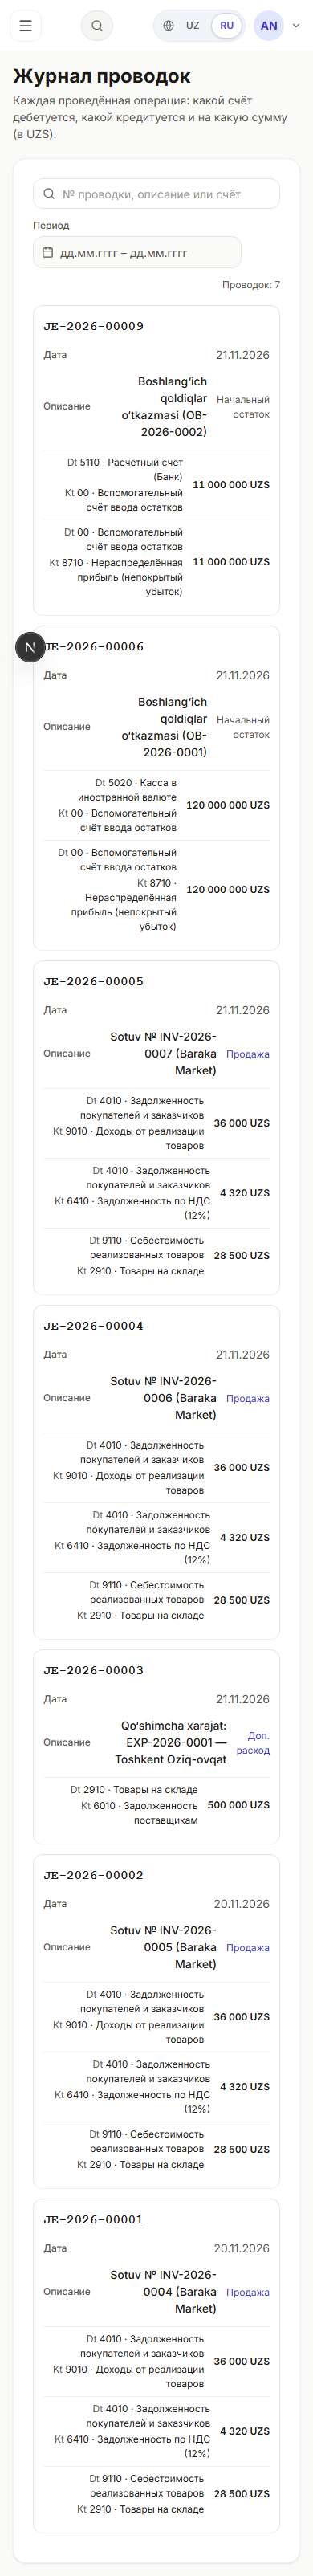 UZ RU AN
Журнал проводок
Каждая проведённая операция: какой счёт
дебетуется, какой кредитуется и на какую сумму
(в UZS).
№ проводки, описание или счёт
Период
дд.мм.гггг – дд.мм.гггг
Проводок: 7
JE-2026-00009
Дата 21.11.2026
Описание
Boshlangʻich
qoldiqlar
oʻtkazmasi (OB-
2026-0002)
Начальный
остаток
Dt 5110 · Расчётный счёт
(Банк)
Kt 00 · Вспомогательный
счёт ввода остатков
11 000 000 UZS
Dt 00 · Вспомогательный
счёт ввода остатков
Kt 8710 · Нераспределённая
прибыль (непокрытый
убыток)
11 000 000 UZS
N
JE-2026-00006
Дата 21.11.2026
Описание
Boshlangʻich
qoldiqlar
oʻtkazmasi (OB-
2026-0001)
Начальный
остаток
Dt 5020 · Касса в
иностранной валюте
Kt 00 · Вспомогательный
счёт ввода остатков
120 000 000 UZS
Dt 00 · Вспомогательный
счёт ввода остатков
Kt 8710 ·
Нераспределённая
прибыль (непокрытый
убыток)
120 000 000 UZS
JE-2026-00005
Дата 21.11.2026
Описание
Sotuv № INV-2026-
0007 (Baraka
Market)
Продажа
Dt 4010 · Задолженность
покупателей и заказчиков
Kt 9010 · Доходы от реализации
товаров
36 000 UZS
Dt 4010 · Задолженность
покупателей и заказчиков
Kt 6410 · Задолженность по НДС
(12%)
4 320 UZS
Dt 9110 · Себестоимость
реализованных товаров
Kt 2910 · Товары на складе
28 500 UZS
JE-2026-00004
Дата 21.11.2026
Описание
Sotuv № INV-2026-
0006 (Baraka
Market)
Продажа
Dt 4010 · Задолженность
покупателей и заказчиков
Kt 9010 · Доходы от реализации
товаров
36 000 UZS
Dt 4010 · Задолженность
покупателей и заказчиков
Kt 6410 · Задолженность по НДС
(12%)
4 320 UZS
Dt 9110 · Себестоимость
реализованных товаров
Kt 2910 · Товары на складе
28 500 UZS
JE-2026-00003
Дата 21.11.2026
Описание
Qoʻshimcha xarajat:
EXP-2026-0001 —
Toshkent Oziq-ovqat
Доп.
расход
Dt 2910 · Товары на складе
Kt 6010 · Задолженность
поставщикам
500 000 UZS
JE-2026-00002
Дата 20.11.2026
Описание
Sotuv № INV-2026-
0005 (Baraka
Market)
Продажа
Dt 4010 · Задолженность
покупателей и заказчиков
Kt 9010 · Доходы от реализации
товаров
36 000 UZS
Dt 4010 · Задолженность
покупателей и заказчиков
Kt 6410 · Задолженность по НДС
(12%)
4 320 UZS
Dt 9110 · Себестоимость
реализованных товаров
Kt 2910 · Товары на складе
28 500 UZS
JE-2026-00001
Дата 20.11.2026
Описание
Sotuv № INV-2026-
0004 (Baraka
Market)
Продажа
Dt 4010 · Задолженность
покупателей и заказчиков
Kt 9010 · Доходы от реализации
товаров
36 000 UZS
Dt 4010 · Задолженность
покупателей и заказчиков
Kt 6410 · Задолженность по НДС
(12%)
4 320 UZS
Dt 9110 · Себестоимость
реализованных товаров
Kt 2910 · Товары на складе
28 500 UZS